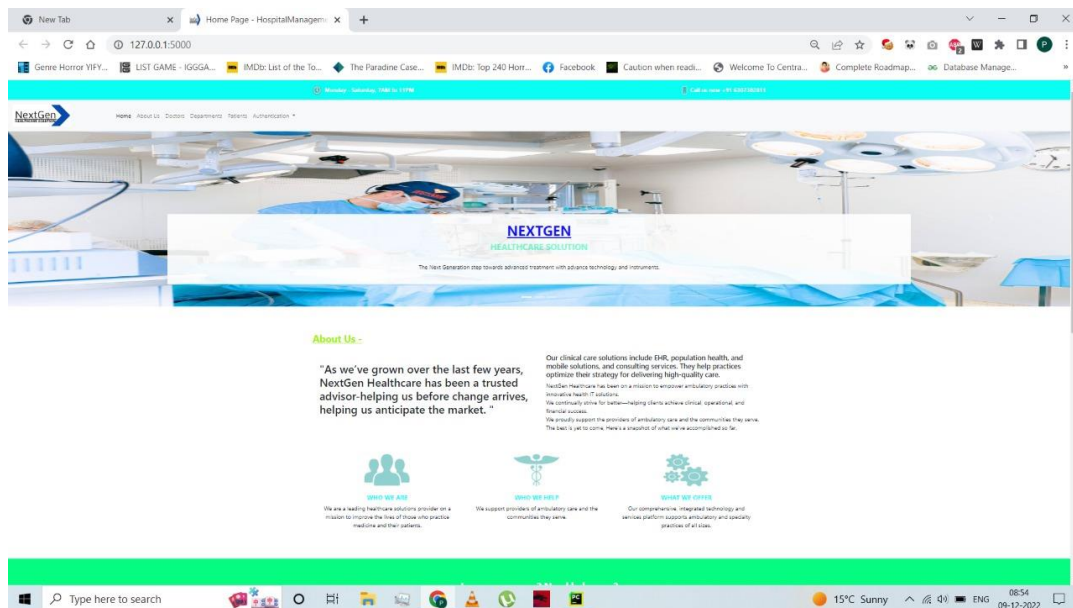 New Tab
Home Page - HospitalManageme
127.0.0.1:5000
Genre Horror YIFY...
LIST GAME - IGGGA...
IMDb: List of the To...
The Paradine Case...
IMDb: Top 240 Horr...
Facebook
Caution when readi...
Welcome To Centra...
Complete Roadmap...
Database Manage...
NextGen
Home About Us Doctors Departments Patients Authentication
NEXTGEN
HEALTHCARE SOLUTION
The Next Generation step towards advanced treatment with advance technology and instruments.
About Us -
"As we've grown over the last few years,
NextGen Healthcare has been a trusted
advisor-helping us before change arrives,
helping us anticipate the market. "
Our clinical care solutions include EHR, population health, and
mobile solutions, and consulting services. They help practices
optimize their strategy for delivering high-quality care.
NextGen Healthcare has been on a mission to empower ambulatory practices with
innovative health IT solutions.
We continually strive for better—helping clients achieve clinical, operational, and
financial success.
We proudly support the providers of ambulatory care and the communities they serve.
The best is yet to come, Here's a snapshot of what we've accomplished so far.
WHO WE ARE
We are a leading healthcare solutions provider on a
mission to improve the lives of those who practice
medicine and their patients.
WHO WE HELP
We support providers of ambulatory care and the
communities they serve.
WHAT WE OFFER
Our comprehensive, integrated technology and
services platform supports ambulatory and specialty
practices of all sizes.
Type here to search
15°C Sunny
ENG
08:54
09-12-2022